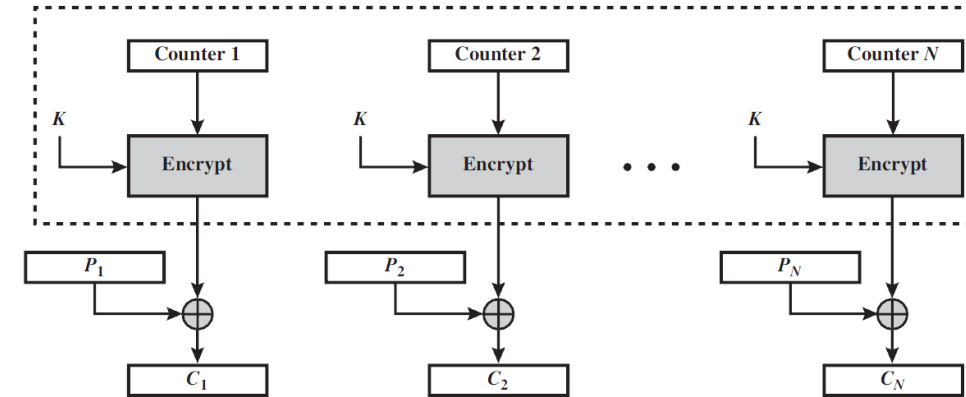 Counter 1 Counter 2 Counter N
K K K
Encrypt Encrypt • • • Encrypt
P1 P2 PN
C1 C2 CN